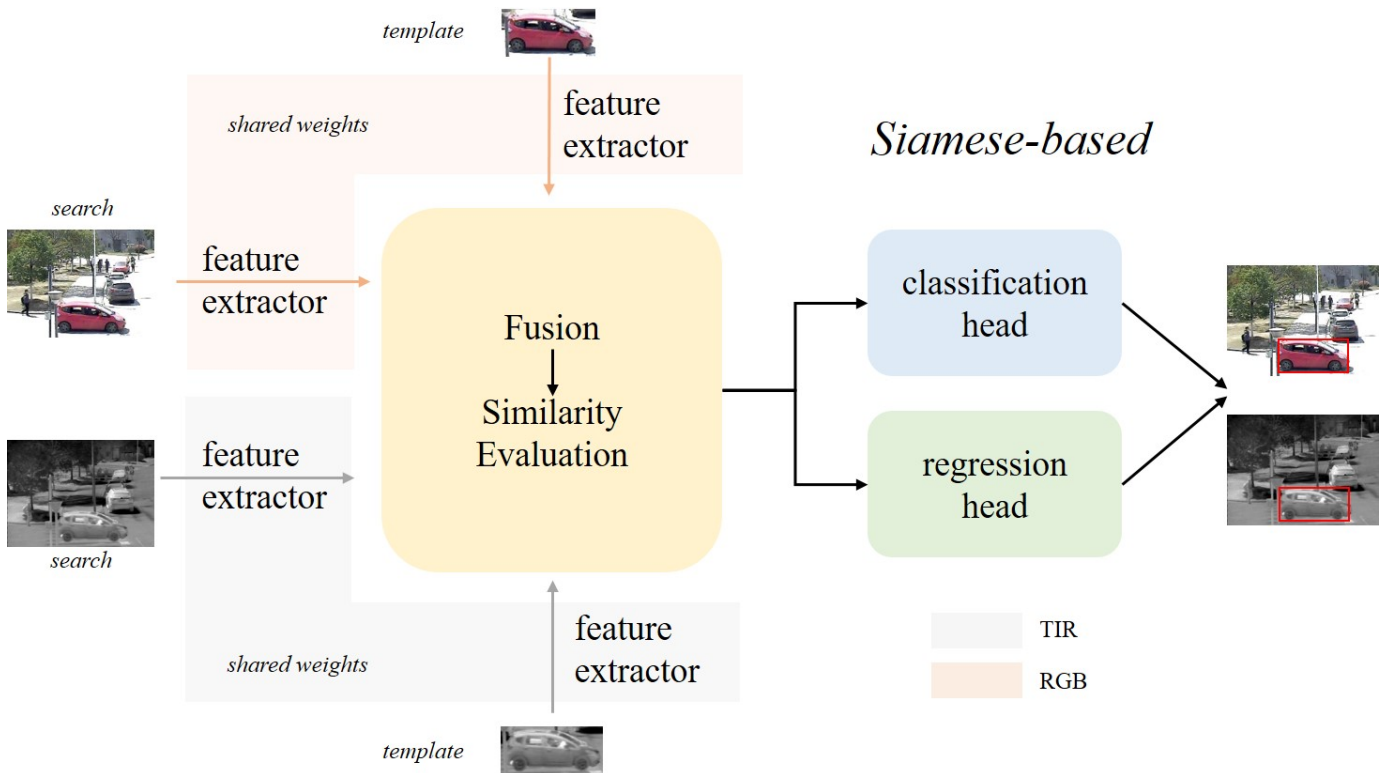 template
feature
extractor
shared weights
Siamese-based
search
feature
extractor
classification
head
Fusion
Similarity
Evaluation
feature
extractor
regression
head
search
feature
extractor
shared weights
TIR
RGB
template